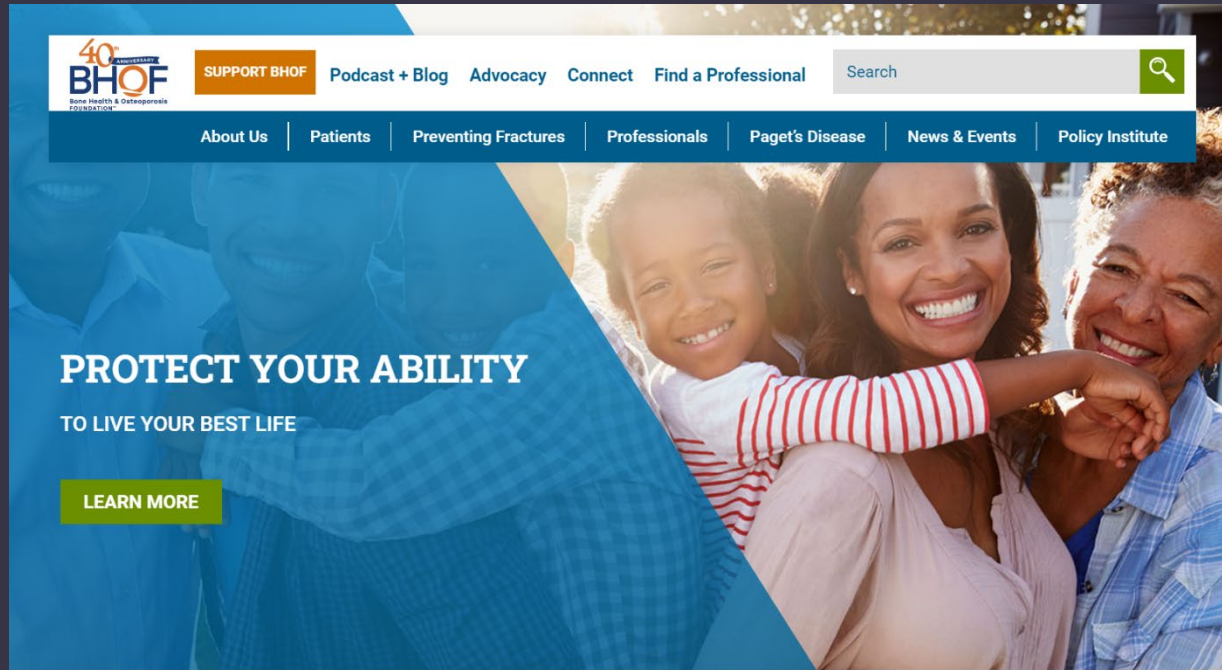 40th
ANNIVERSARY
BHOF
Bone Health & Osteoporosis
FOUNDATION™
SUPPORT BHOF
Podcast + Blog
Advocacy
Connect
Find a Professional
Search
About Us
Patients
Preventing Fractures
Professionals
Paget's Disease
News & Events
Policy Institute
PROTECT YOUR ABILITY
TO LIVE YOUR BEST LIFE
LEARN MORE